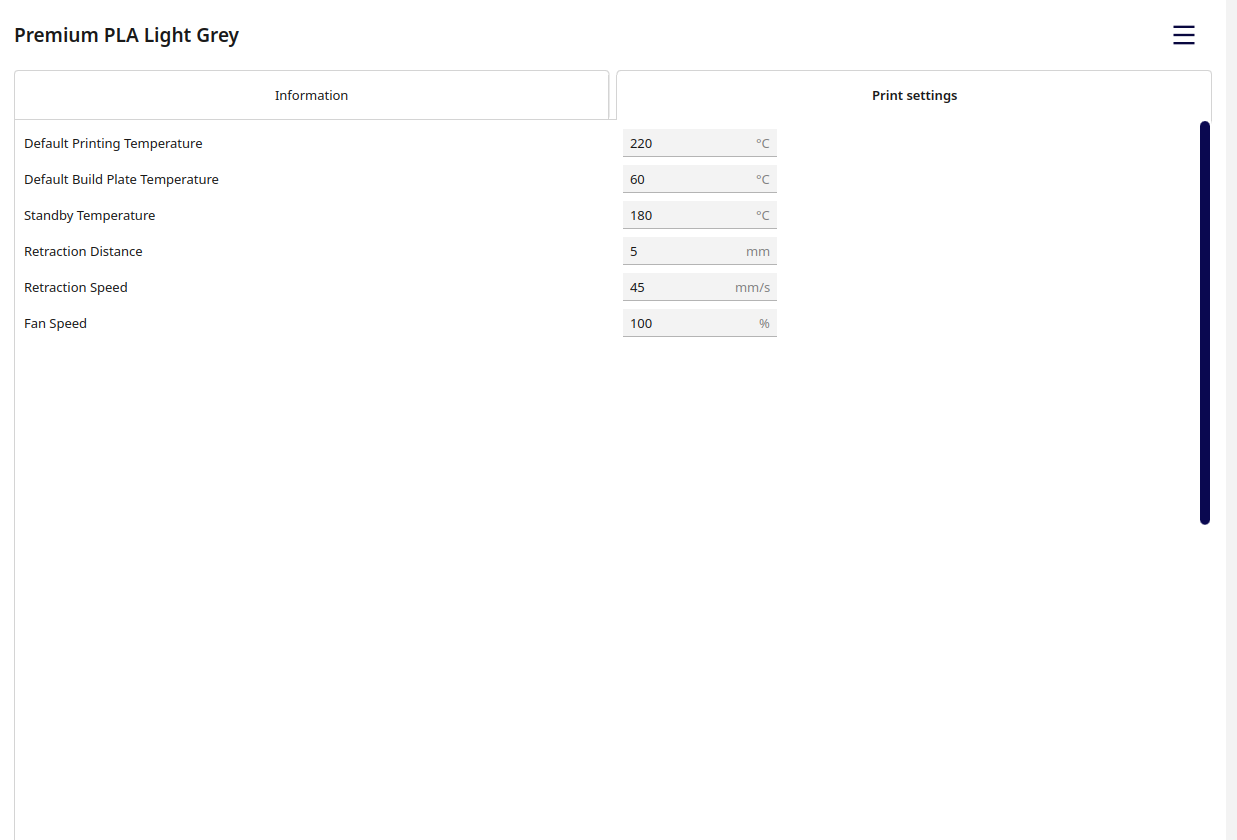 Premium PLA Light Grey
Information Print settings
Default Printing Temperature 220 °C
Default Build Plate Temperature 60 °C
Standby Temperature 180 °C
Retraction Distance 5 mm
Retraction Speed 45 mm/s
Fan Speed 100 %